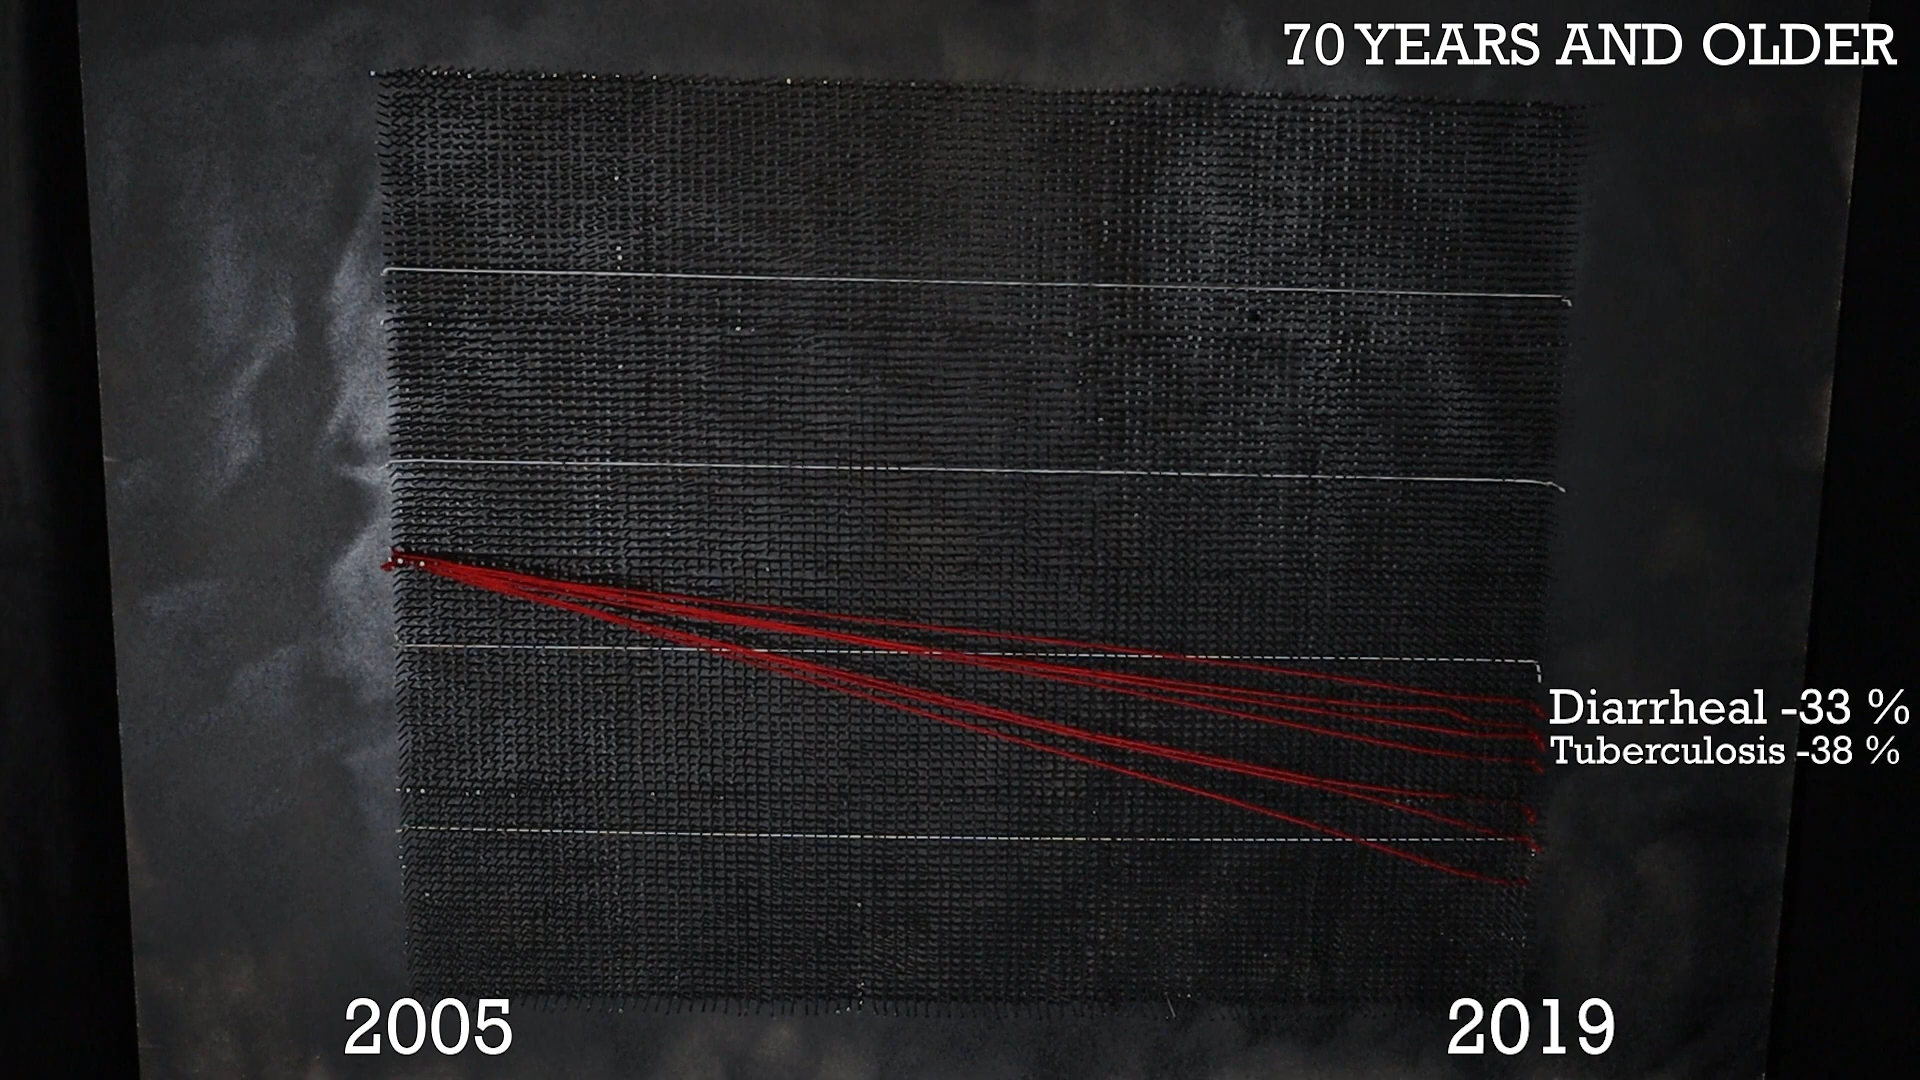 70 YEARS AND OLDER
Diarrheal -33 %
Tuberculosis -38 %
2005
2019